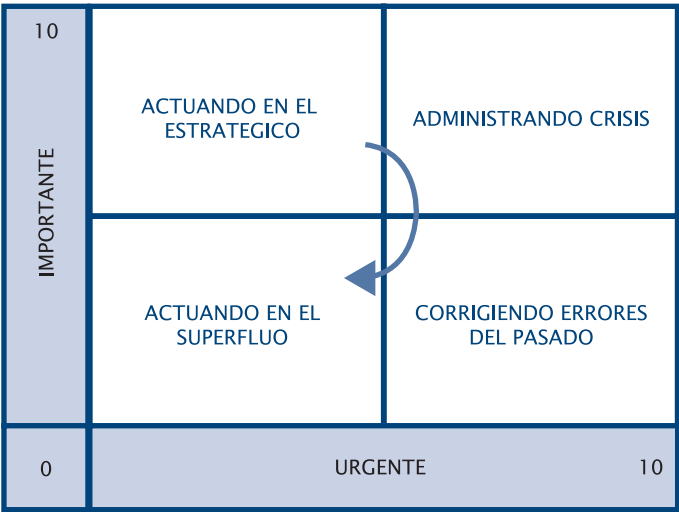 10
IMPORTANTE
ACTUANDO EN EL
ESTRATEGICO
ADMINISTRANDO CRISIS
ACTUANDO EN EL
SUPERFLUO
CORRIGIENDO ERRORES
DEL PASADO
0
URGENTE
10